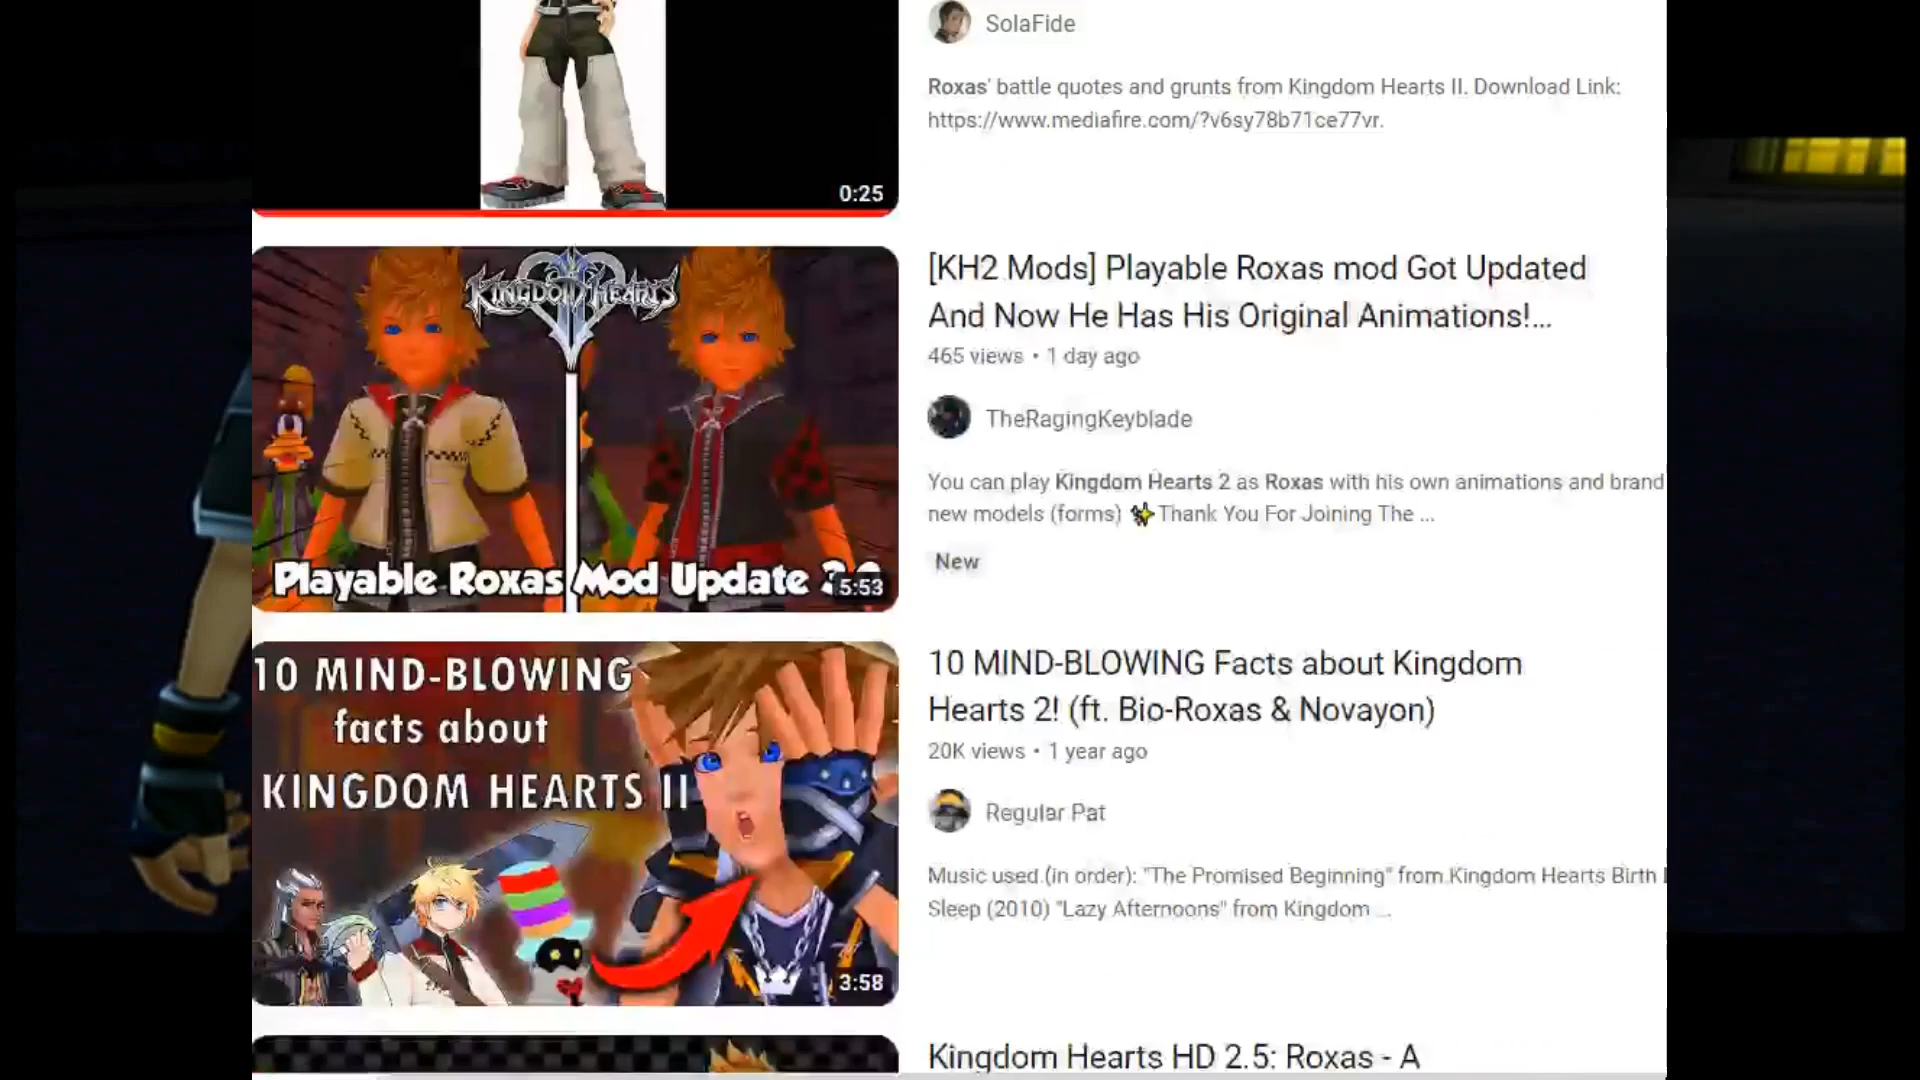 SolaFide
Roxas' battle quotes and grunts from Kingdom Hearts II. Download Link:
https://www.mediafire.com/?v6sy78b71ce77vr.
0:25
KINGDOM HEARTS
II
Playable Roxas Mod Update
5:53
[KH2 Mods] Playable Roxas mod Got Updated
And Now He Has His Original Animations!...
465 views • 1 day ago
TheRagingKeyblade
You can play Kingdom Hearts 2 as Roxas with his own animations and brand
new models (forms) ✨Thank You For Joining The ...
New
10 MIND-BLOWING
facts about
KINGDOM HEARTS II
3:58
10 MIND-BLOWING Facts about Kingdom
Hearts 2! (ft. Bio-Roxas & Novayon)
20K views • 1 year ago
Regular Pat
Music used (in order): "The Promised Beginning" from Kingdom Hearts Birth
Sleep (2010) "Lazy Afternoons" from Kingdom ...
Kingdom Hearts HD 2.5: Roxas - A